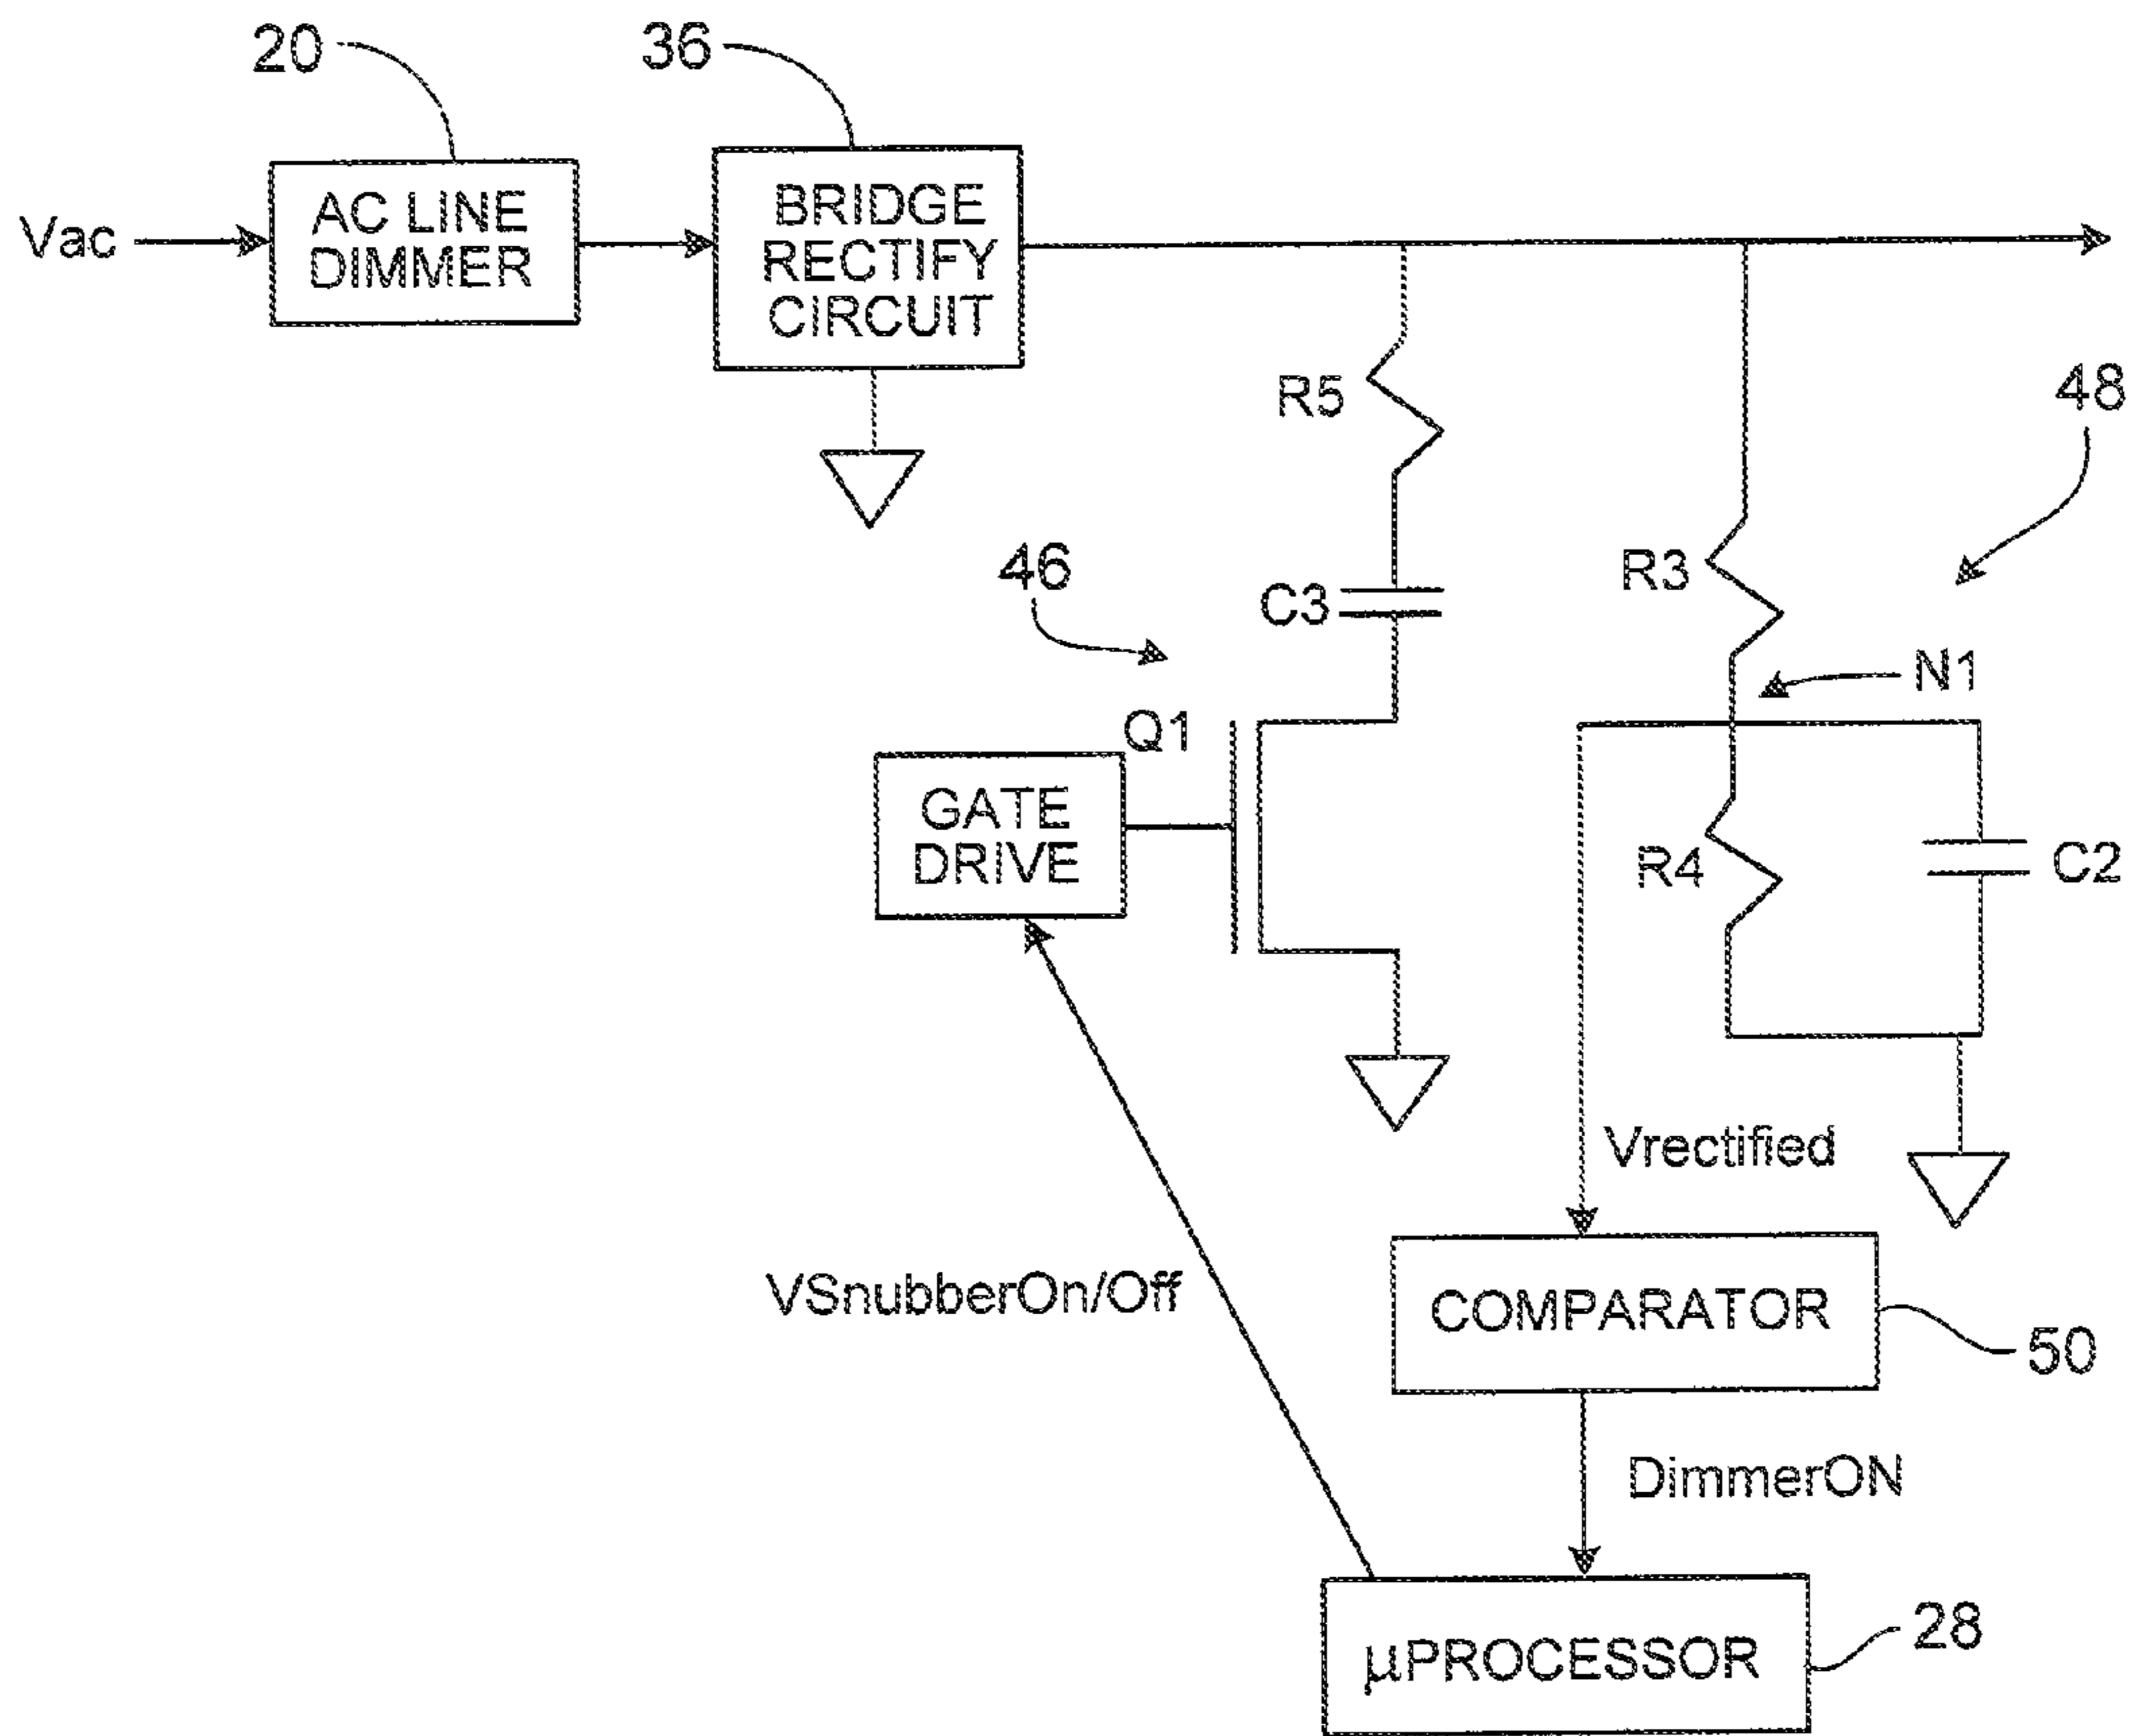 20
36
Vac
AC LINE
DIMMER
BRIDGE
RECTIFY
CIRCUIT
R5
48
46
C3
R3
N1
Q1
GATE
DRIVE
R4
C2
Vrectified
VSnubberOn/Off
COMPARATOR
50
DimmerON
µPROCESSOR
28